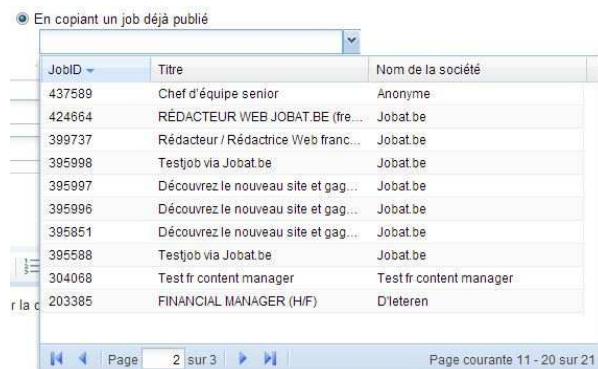 En copiant un job déjà publié
JobID Titre Nom de la société
437589 Chef d'équipe senior Anonyme
424664 RÉDACTEUR WEB JOBAT.BE (fre... Jobat.be
399737 Rédacteur / Rédactrice Web franc... Jobat.be
395998 Testjob via Jobat.be Jobat.be
395997 Découvrez le nouveau site et gag... Jobat.be
395996 Découvrez le nouveau site et gag... Jobat.be
395851 Découvrez le nouveau site et gag... Jobat.be
395588 Testjob via Jobat.be Jobat.be
304068 Test fr content manager Test fr content manager
r la c 203385 FINANCIAL MANAGER (H/F) D'Ieteren
Page 2 sur 3 Page courante 11 - 20 sur 21